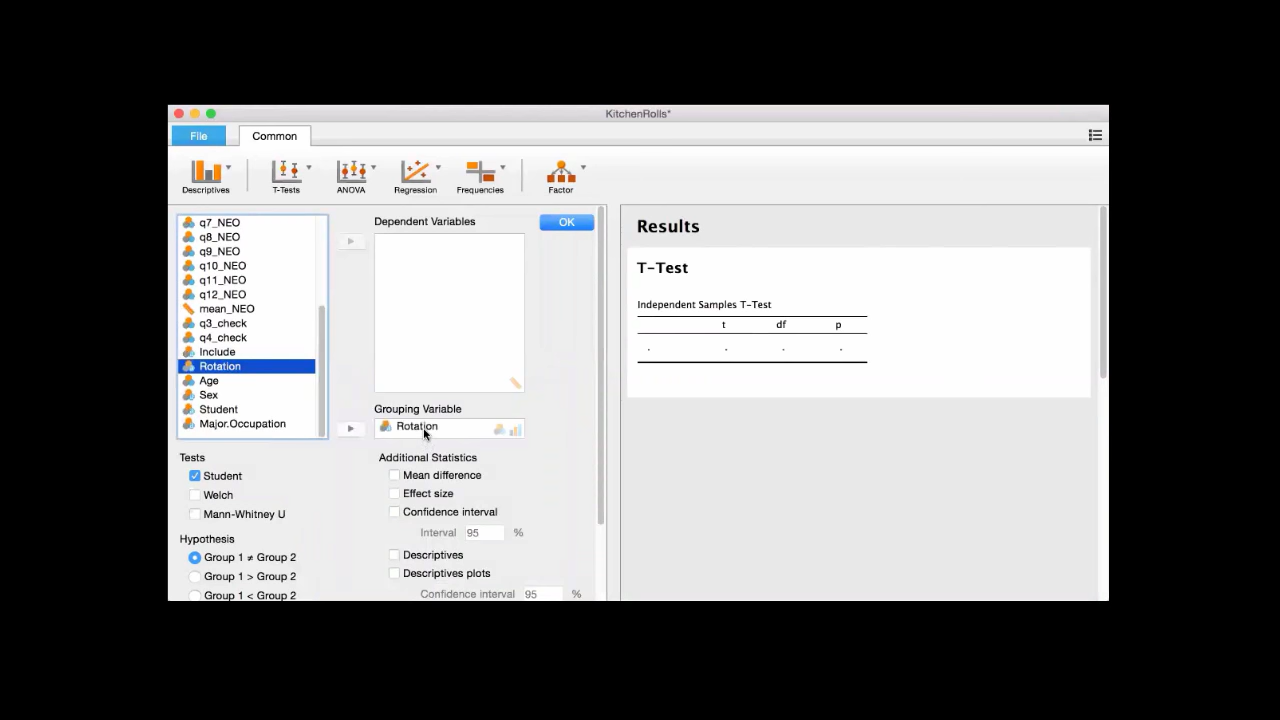 KitchenRolls*
File Common
Descriptives T-Tests ANOVA Regression Frequencies Factor
q7_NEO
q8_NEO
q9_NEO
q10_NEO
q11_NEO
q12_NEO
mean_NEO
q3_check
q4_check
Include
Rotation
Age
Sex
Student
Major.Occupation
Dependent Variables
OK
Grouping Variable
Rotation
Tests
Student
Welch
Mann-Whitney U
Hypothesis
Group 1 ≠ Group 2
Group 1 > Group 2
Group 1 < Group 2
Additional Statistics
Mean difference
Effect size
Confidence interval
Interval 95 %
Descriptives
Descriptives plots
Confidence interval 95 %
Results
T-Test
Independent Samples T-Test
t df p
. . . .